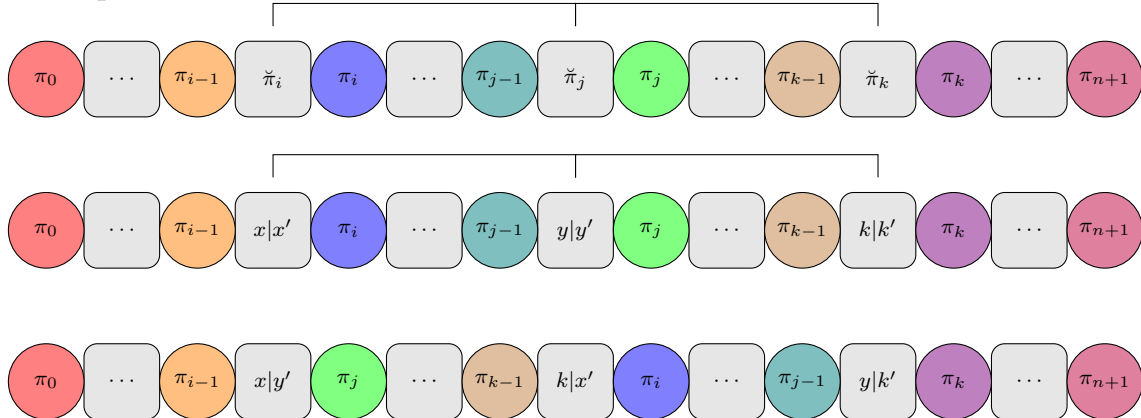 π₀ ⋯ πᵢ₋₁ π̆ᵢ πᵢ ⋯ πⱼ₋₁ π̆ⱼ πⱼ ⋯ πₖ₋₁ π̆ₖ πₖ ⋯ πₙ₊₁
π₀ ⋯ πᵢ₋₁ x|x′ πᵢ ⋯ πⱼ₋₁ y|y′ πⱼ ⋯ πₖ₋₁ k|k′ πₖ ⋯ πₙ₊₁
π₀ ⋯ πᵢ₋₁ x|y′ πⱼ ⋯ πₖ₋₁ k|x′ πᵢ ⋯ πⱼ₋₁ y|k′ πₖ ⋯ πₙ₊₁